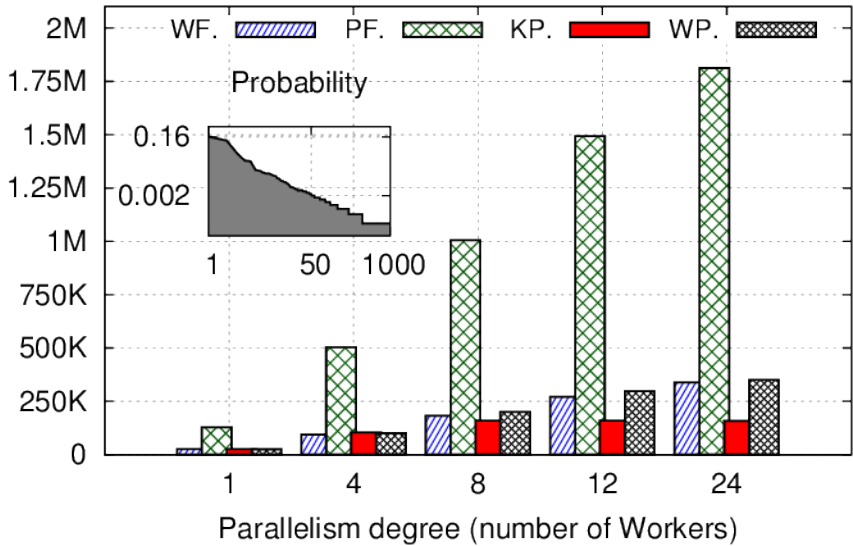 WF. PF. KP. WP.
2M
1.75M
1.5M
1.25M
1M
750K
500K
250K
0
Probability
0.16
0.002
1 50 1000
1 4 8 12 24
Parallelism degree (number of Workers)